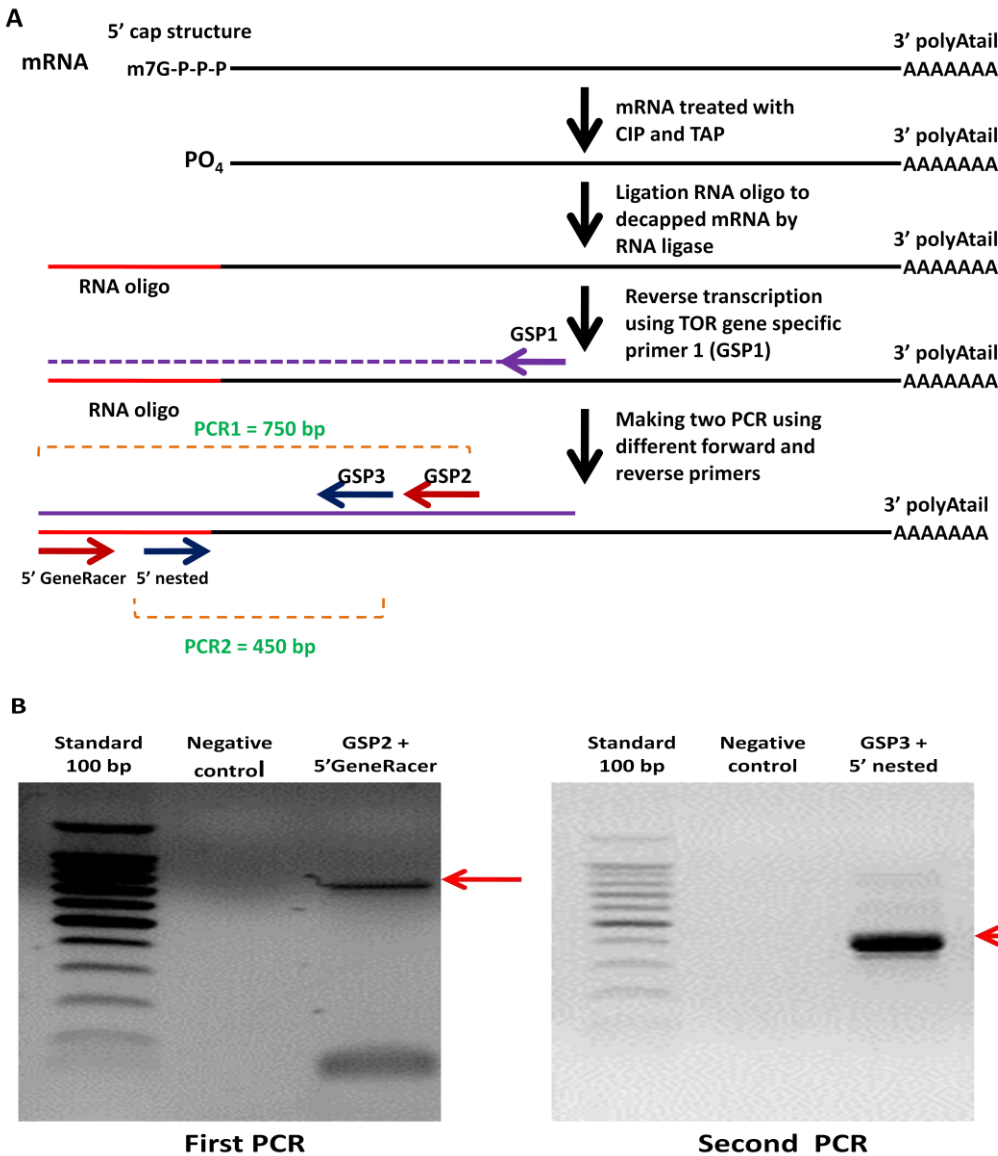 A
5' cap structure
mRNA
m7G-P-P-P
3' polyAtail
AAAAAAA
mRNA treated with
CIP and TAP
PO4
3' polyAtail
AAAAAAA
Ligation RNA oligo to
decapped mRNA by
RNA ligase
3' polyAtail
AAAAAAA
RNA oligo
Reverse transcription
using TOR gene specific
primer 1 (GSP1)
GSP1
3' polyAtail
AAAAAAA
RNA oligo
PCR1 = 750 bp
Making two PCR using
different forward and
reverse primers
GSP3
GSP2
3' polyAtail
AAAAAAA
5' GeneRacer
5' nested
PCR2 = 450 bp
B
Standard
100 bp
Negative
control
GSP2 +
5'GeneRacer
Standard
100 bp
Negative
control
GSP3 +
5' nested
First PCR
Second PCR